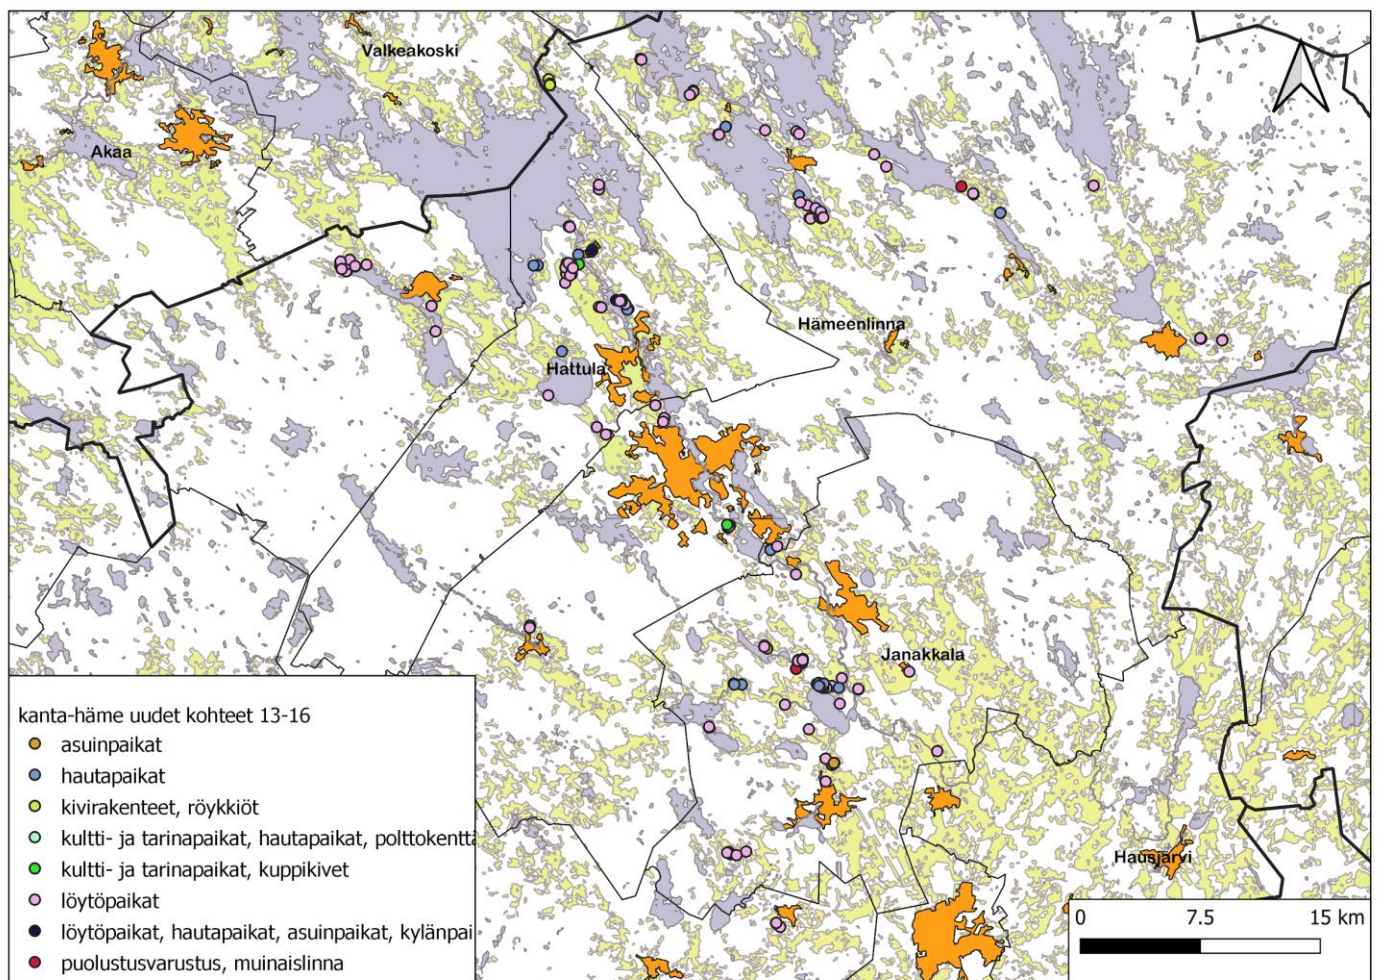 Valkeakoski
Akaa
Hämeenlinna
Hattula
Janakkala
Hausjärvi
kanta-häme uudet kohteet 13-16
asuinpaikat
hautapaikat
kivirakenteet, röykkiöt
kultti- ja tarinapaikat, hautapaikat, polttokenttä
kultti- ja tarinapaikat, kuppikivet
löytöpaikat
löytöpaikat, hautapaikat, asuinpaikat, kylänpai
puolustusvarustus, muinaislinna
0 7.5 15 km